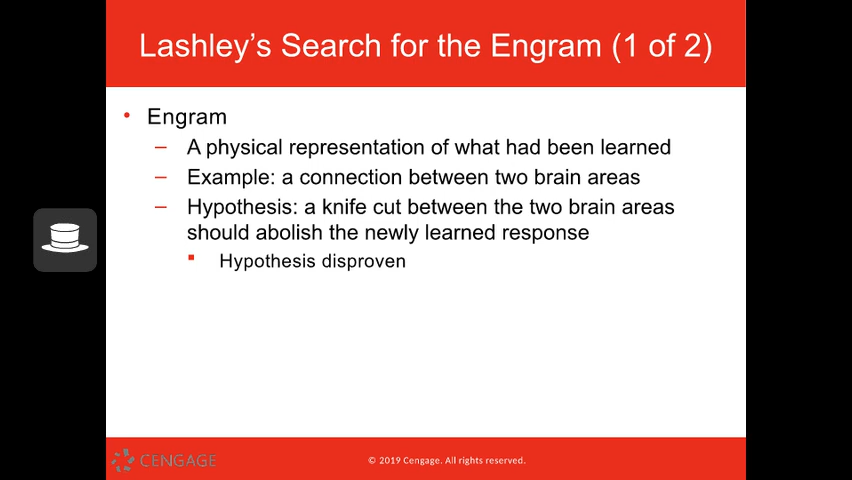 Lashley’s Search for the Engram (1 of 2)
• Engram
– A physical representation of what had been learned
– Example: a connection between two brain areas
– Hypothesis: a knife cut between the two brain areas
should abolish the newly learned response
▪ Hypothesis disproven
CENGAGE
© 2019 Cengage. All rights reserved.